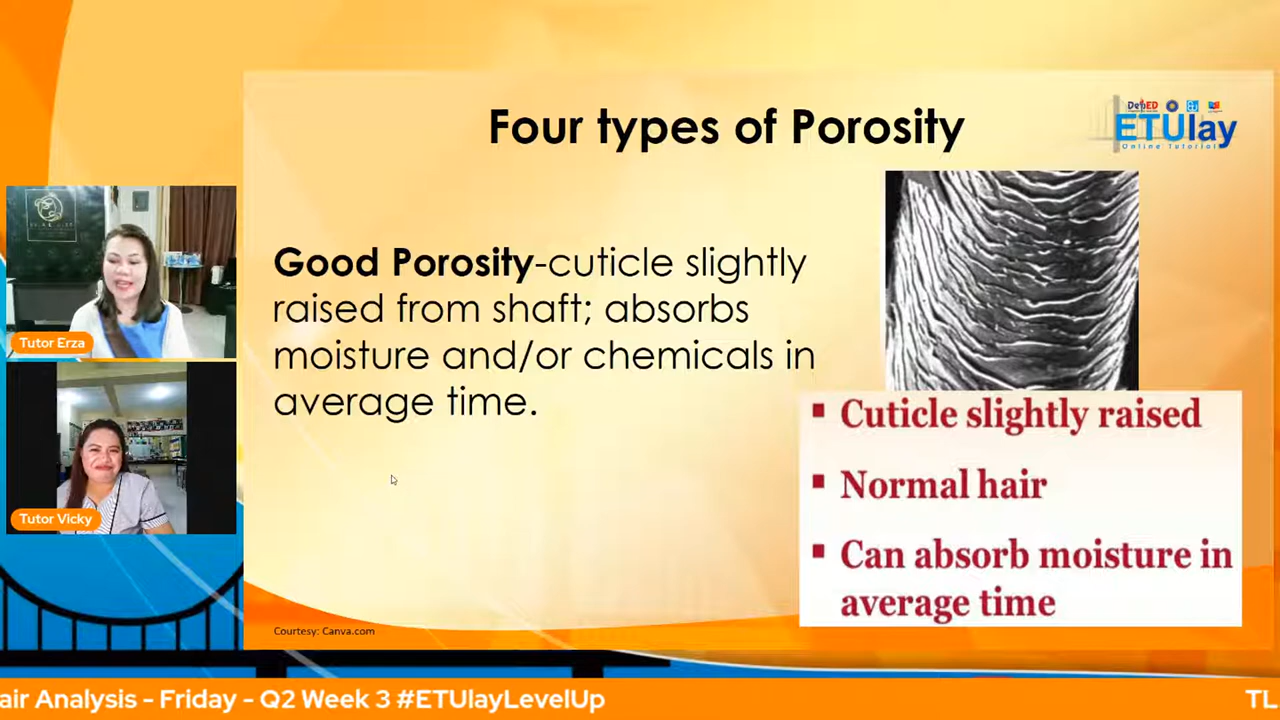 Four types of Porosity
DepED
ETUlay
Online Tutorial
Good Porosity-cuticle slightly
raised from shaft; absorbs
moisture and/or chemicals in
average time.
Tutor Erza
Tutor Vicky
▪ Cuticle slightly raised
▪ Normal hair
▪ Can absorb moisture in
average time
Courtesy: Canva.com
air Analysis - Friday - Q2 Week 3 #ETUlayLevelUp
TL